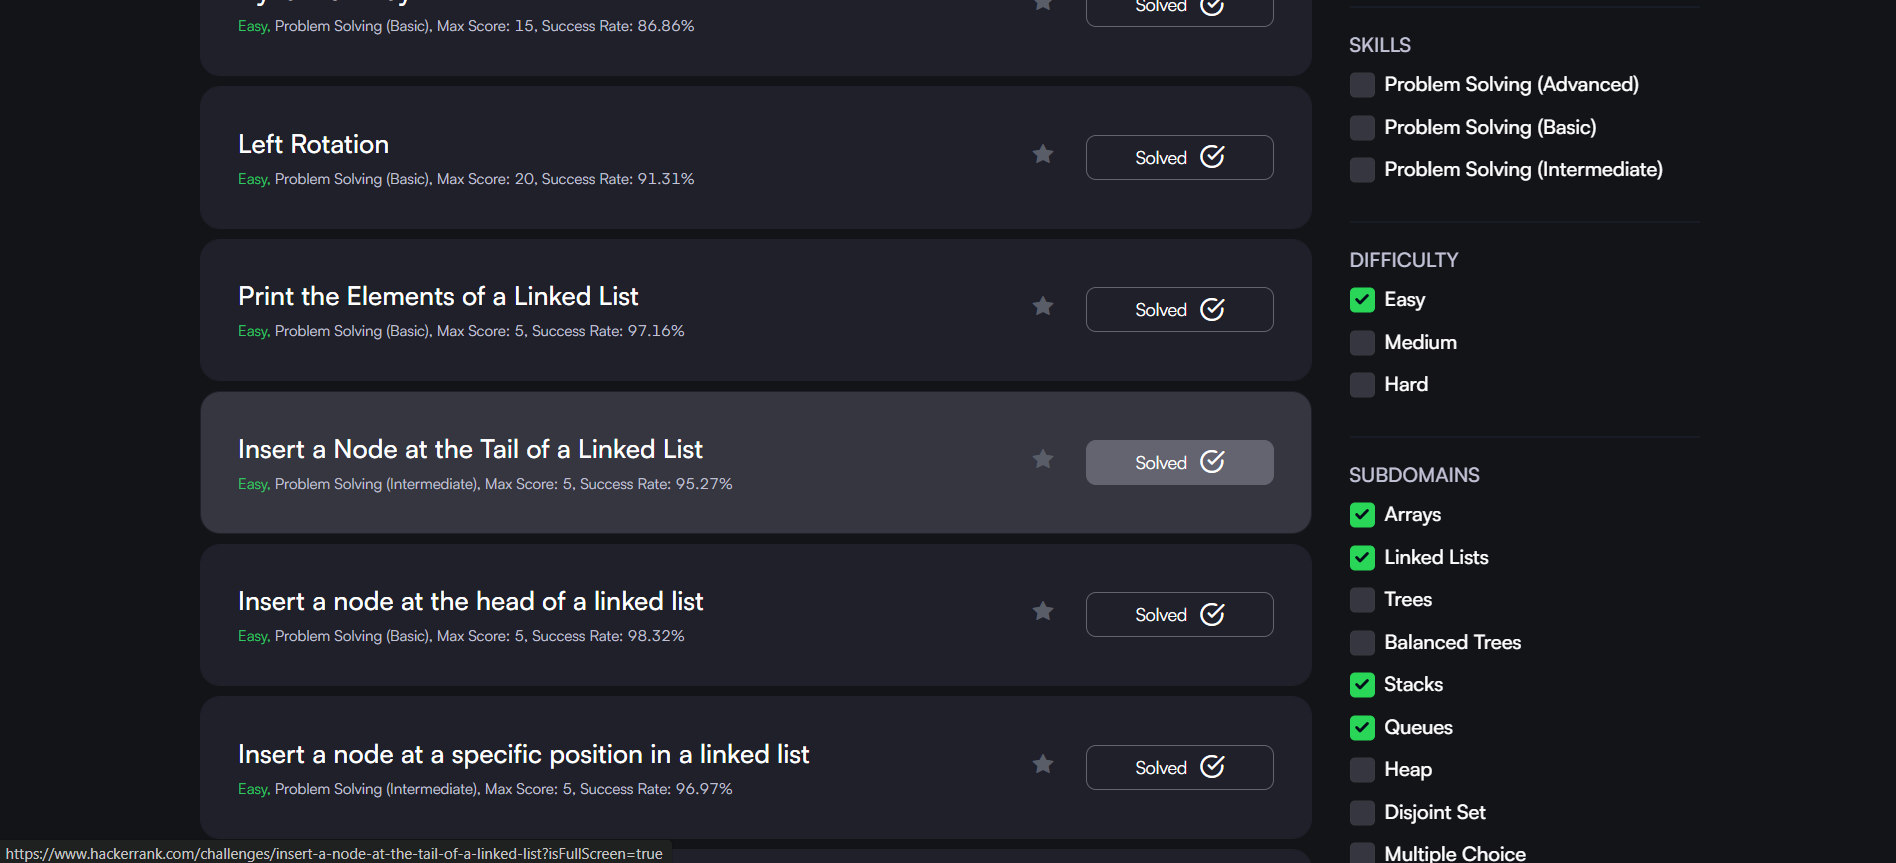 Easy, Problem Solving (Basic), Max Score: 15, Success Rate: 86.86%
Solved
Left Rotation
Easy, Problem Solving (Basic), Max Score: 20, Success Rate: 91.31%
Solved
Print the Elements of a Linked List
Easy, Problem Solving (Basic), Max Score: 5, Success Rate: 97.16%
Solved
Insert a Node at the Tail of a Linked List
Easy, Problem Solving (Intermediate), Max Score: 5, Success Rate: 95.27%
Solved
Insert a node at the head of a linked list
Easy, Problem Solving (Basic), Max Score: 5, Success Rate: 98.32%
Solved
Insert a node at a specific position in a linked list
Easy, Problem Solving (Intermediate), Max Score: 5, Success Rate: 96.97%
Solved
SKILLS
Problem Solving (Advanced)
Problem Solving (Basic)
Problem Solving (Intermediate)
DIFFICULTY
Easy
Medium
Hard
SUBDOMAINS
Arrays
Linked Lists
Trees
Balanced Trees
Stacks
Queues
Heap
Disjoint Set
Multiple Choice
https://www.hackerrank.com/challenges/insert-a-node-at-the-tail-of-a-linked-list?isFullScreen=true